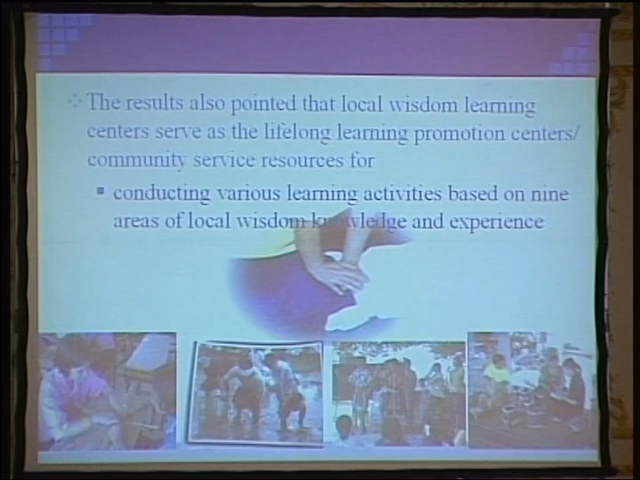 The results also pointed that local wisdom learning
centers serve as the lifelong learning promotion centers/
community service resources for
conducting various learning activities based on nine
areas of local wisdom knowledge and experience